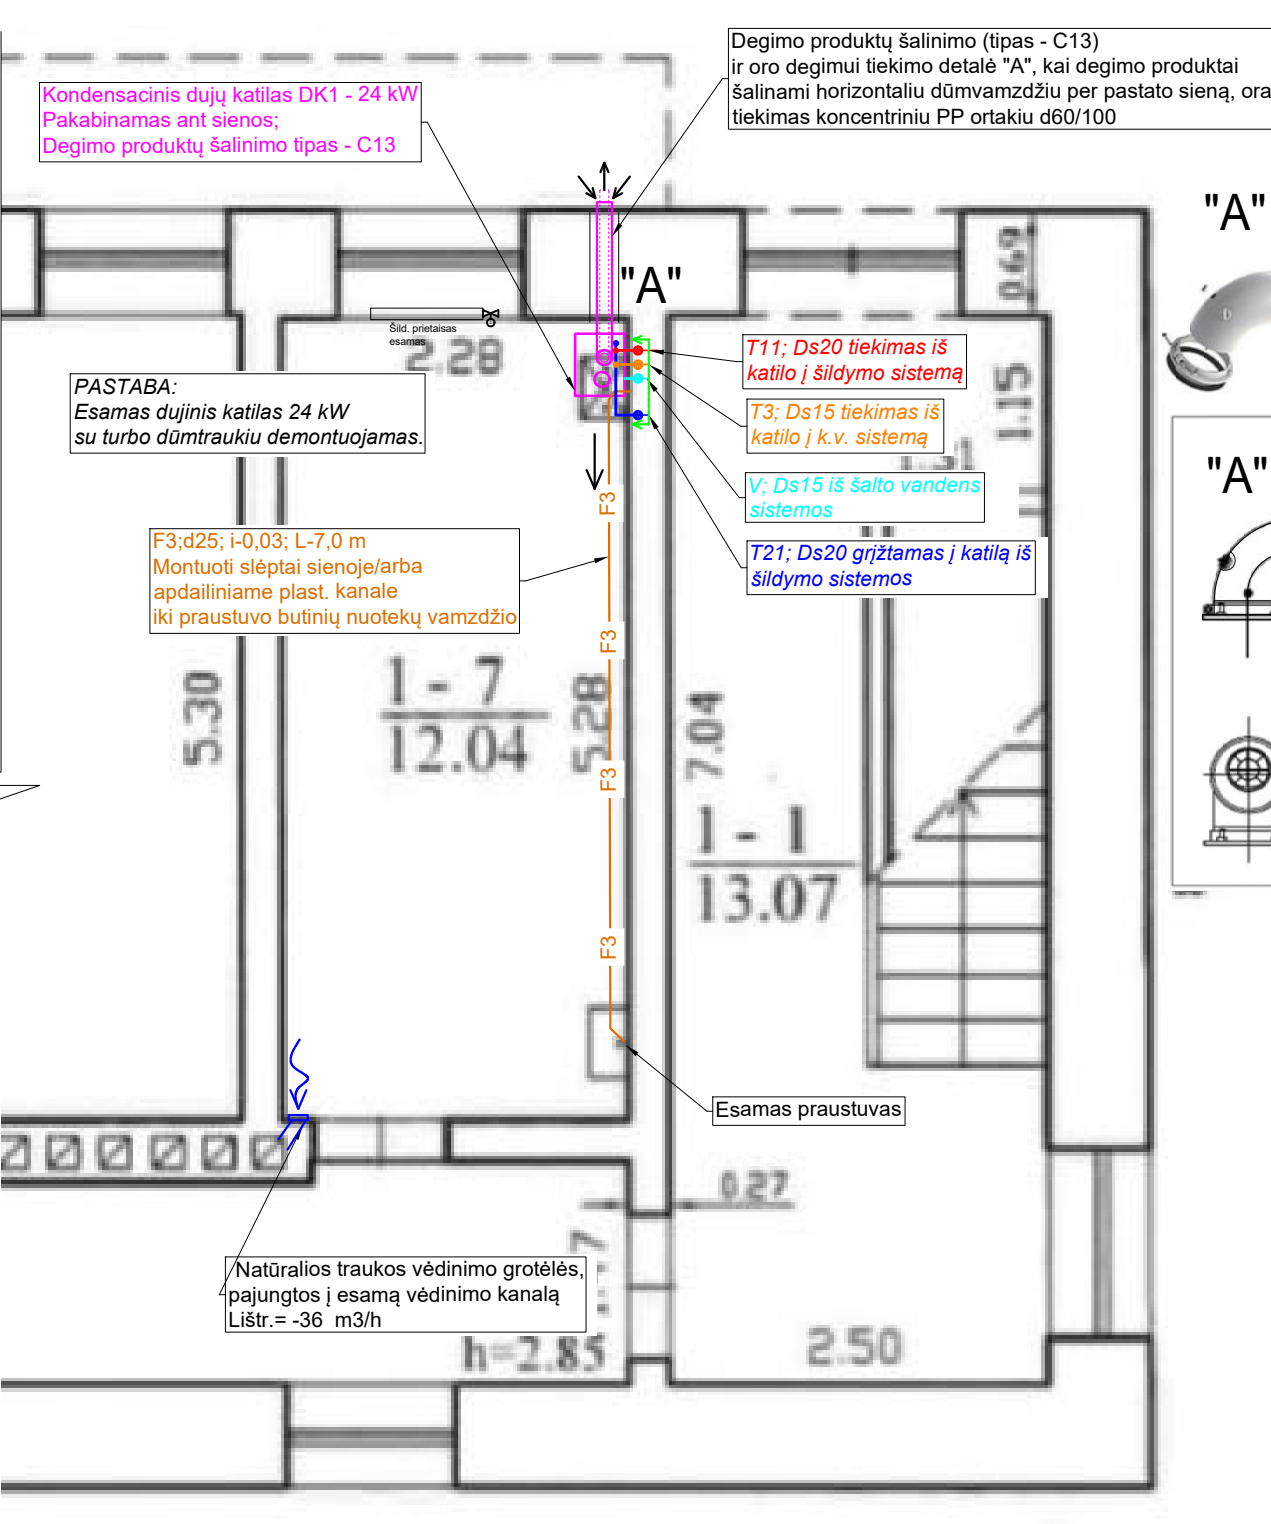 Degimo produktų šalinimo (tipas - C13)
ir oro degimui tiekimo detalė "A", kai degimo produktai
šalinami horizontaliu dūmvamzdžiu per pastato sieną, ora
tiekimas koncentriniu PP ortakiu d60/100
Kondensacinis dujų katilas DK1 - 24 kW
Pakabinamas ant sienos;
Degimo produktų šalinimo tipas - C13
"A"
0.69
"A"
Šild. prietaisas
esamas
2.28
T11; Ds20 tiekimas iš
katilo į šildymo sistemą
1.15
PASTABA:
Esamas dujinis katilas 24 kW
su turbo dūmtraukiu demontuojamas.
T3; Ds15 tiekimas iš
katilo į k.v. sistemą
1.31
"A"
V; Ds15 iš šalto vandens
sistemos
F3
F3;d25; i-0,03; L-7,0 m
Montuoti slėptai sienoje/arba
apdailiniame plast. kanale
iki praustuvo butinių nuotekų vamzdžio
T21; Ds20 grįžtamas į katilą iš
šildymo sistemos
F3
5.30
1 - 7
12.04
5.28
7.04
F3
1 - 1
13.07
F3
Esamas praustuvas
0.27
Natūralios traukos vėdinimo grotėlės,
pajungtos į esamą vėdinimo kanalą
Lištr.= -36 m3/h
h=2.85
2.50